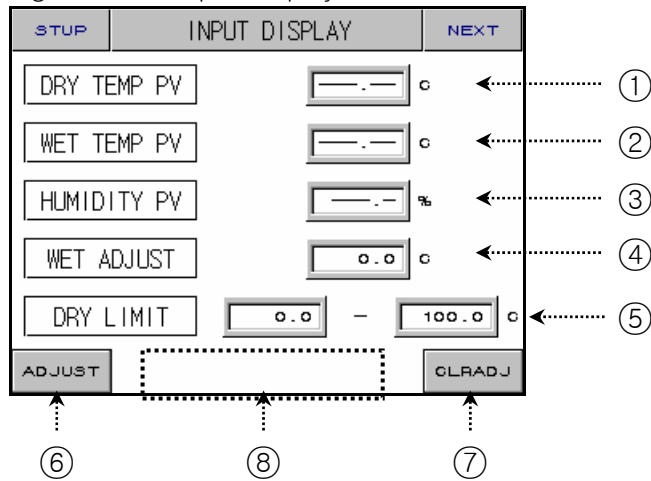 STUP INPUT DISPLAY NEXT
DRY TEMP PV --.- C ①
WET TEMP PV --.- C ②
HUMIDITY PV --.- % ③
WET ADJUST 0.0 C ④
DRY LIMIT 0.0 - 100.0 C ⑤
ADJUST CLRADJ
⑥ ⑧ ⑦